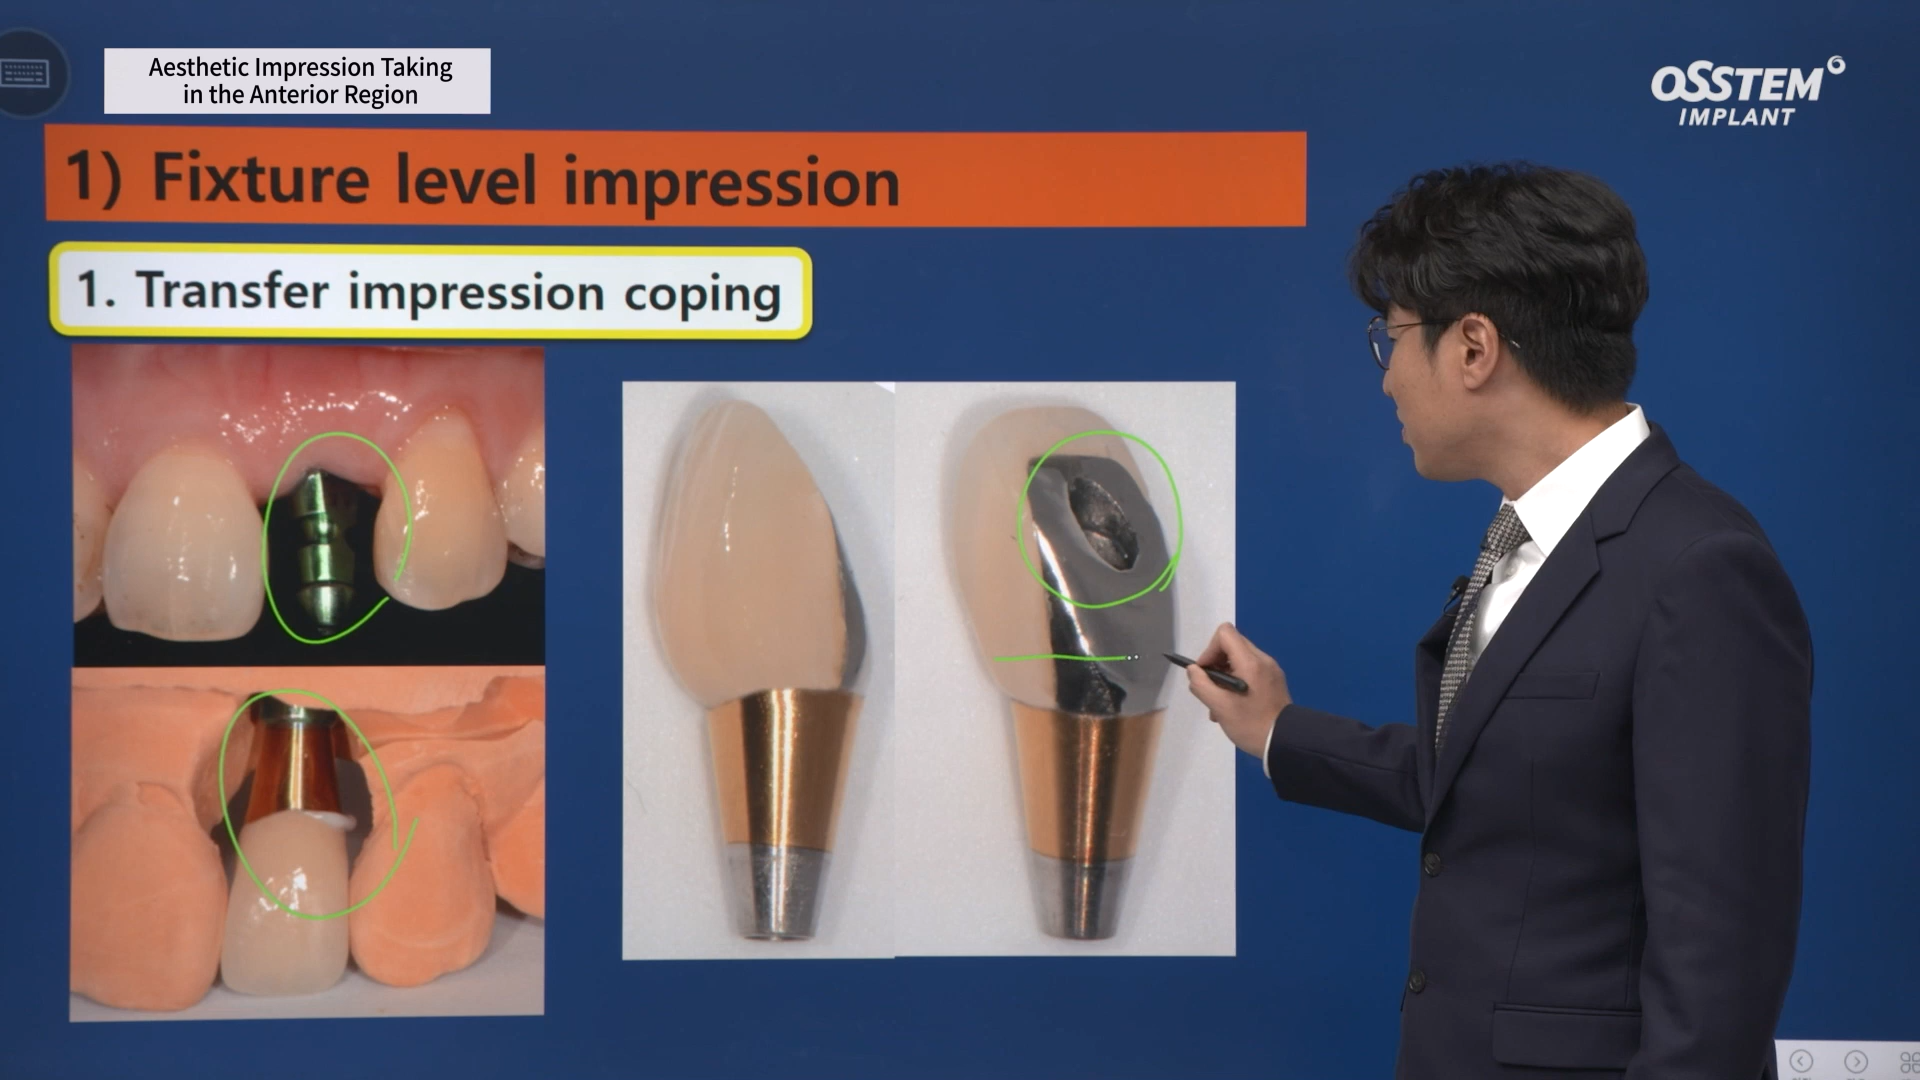 Aesthetic Impression Taking
in the Anterior Region
OSSTEM
IMPLANT
1) Fixture level impression
1. Transfer impression coping